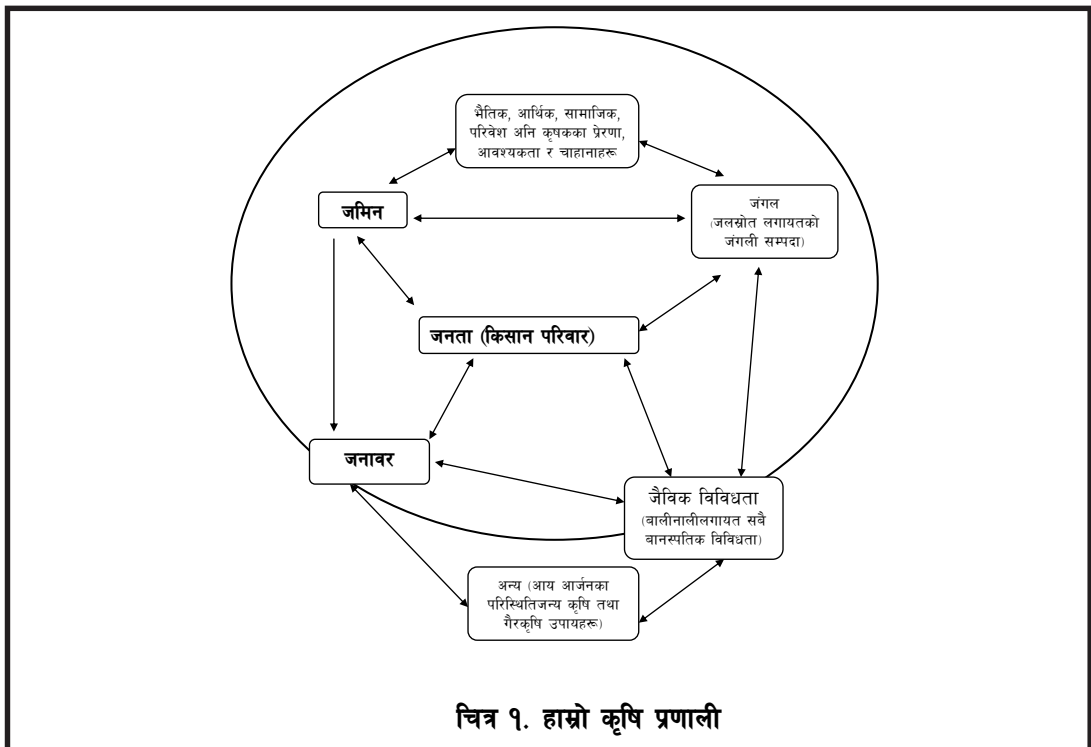 भैतिक, आर्थिक, सामाजिक,
परिवेश अनि कृषकका प्रेरणा,
आवश्यकता र चाहानाहरू
जमिन
जंगल
(जलस्रोत लगायतको
जंगली सम्पदा)
जनता (किसान परिवार)
जनावर
जैविक विविधता
(बालीनालीलगायत सबै
बानस्पतिक विविधता)
अन्य (आय आर्जनका
परिस्थितिजन्य कृषि तथा
गैरकृषि उपायहरू)
चित्र १. हाम्रो कृषि प्रणाली